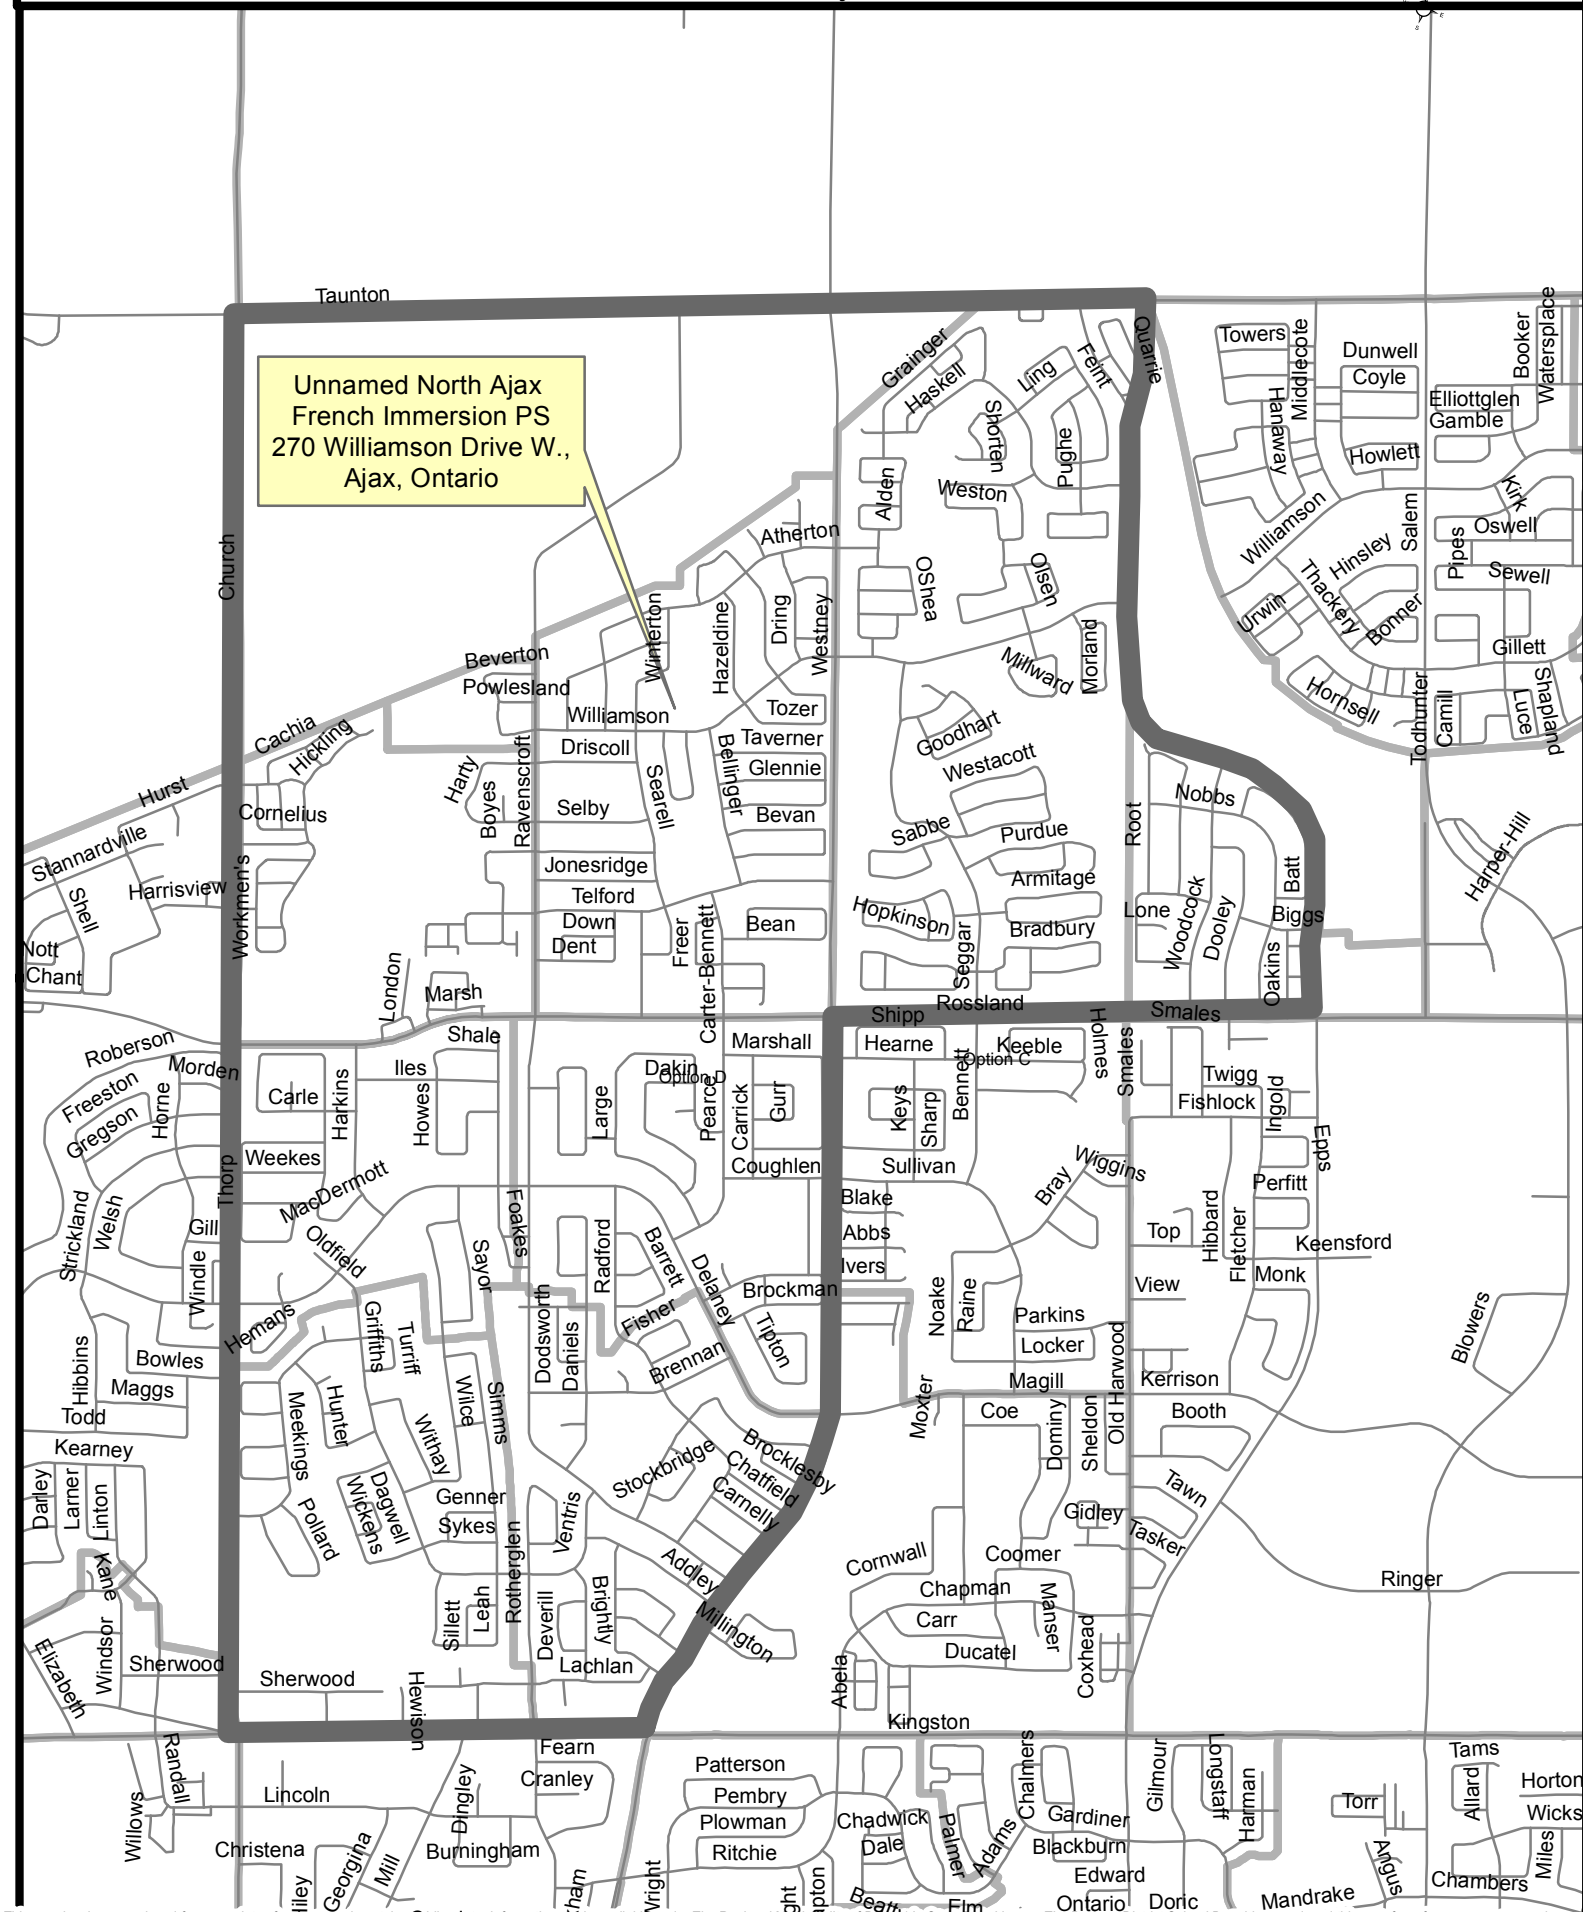 Taunton
Unnamed North Ajax
French Immersion PS
270 Williamson Drive W.,
Ajax, Ontario
Grainger
Haskell
Ling
Feint
Quarrie
Towers
Middlecote
Dunwell
Coyle
Booker
Watersplace
Elliottglen
Gamble
Hanaway
Howlett
Shorten
Pughe
Alden
Weston
Kirk
Oswell
Salem
Pipes
Sewell
Williamson
Hinsley
Thackery
Bonner
Urwin
Gillett
Church
Atherton
OShea
Olsen
Winterton
Hazeldine
Dring
Westney
Morland
Millward
Hornsell
Todhunter
Camill
Luce
Shapland
Beverton
Powlesland
Williamson
Tozer
Goodhart
Cachia
Hickling
Driscoll
Taverner
Bellinger
Glennie
Westacott
Hurst
Harty
Boyes
Ravenscroft
Searell
Selby
Bevan
Nobbs
Root
Cornelius
Sabbe
Purdue
Stannardville
Jonesridge
Armitage
Batt
Harper-Hill
Shell
Harrisview
Workmen's
Telford
Down
Dent
Freer
Carter-Bennett
Bean
Hopkinson
Seggar
Bradbury
Lone
Woodcock
Dooley
Biggs
Oakins
Nott
Chant
London
Marsh
Rossland
Shipp
Smales
Roberson
Morden
Shale
Marshall
Hearne
Keeble
Option C
Holmes
Smales
Freeston
Gregson
Horne
Carle
Harkins
Iles
Howes
Large
Dakin
Option D
Pearce
Carrick
Gurr
Keys
Sharp
Bennett
Twigg
Fishlock
Ingold
Epps
Weekes
Thorp
MacDermott
Coughlen
Sullivan
Wiggins
Bray
Perfitt
Strickland
Welsh
Gill
Windle
Oldfield
Foakes
Sayor
Radford
Barrett
Delaney
Blake
Abbs
Ivers
Top
Hibbard
Fletcher
Keensford
Monk
View
Brockman
Noake
Raine
Parkins
Locker
Blowers
Hemans
Griffiths
Turriff
Dodsworth
Daniels
Fisher
Brennan
Tipton
Old Harwood
Hibbins
Bowles
Maggs
Todd
Meekings
Hunter
Wilce
Simms
Magill
Kerrison
Moxter
Coe
Dominy
Sheldon
Booth
Kearney
Withay
Brocklesby
Stockbridge
Chatfield
Carnelly
Darley
Larner
Linton
Pollard
Wickens
Dagwell
Genner
Sykes
Ventris
Tawn
Gidley
Tasker
Kane
Rotherglen
Addley
Cornwall
Coomer
Ringer
Chapman
Elizabeth
Windsor
Sherwood
Sherwood
Sillett
Leah
Deverill
Brightly
Millington
Carr
Manser
Ducatel
Coxhead
Lachlan
Abela
Hewison
Kingston
Fearn
Cranley
Randall
Willows
Lincoln
Dingley
Patterson
Pembry
Plowman
Ritchie
Chadwick
Dale
Palmer
Adams
Chalmers
Gardiner
Blackburn
Gilmour
Longstaff
Harman
Tams
Allard
Horton
Wicks
Torr
Angus
Miles
Christena
Georgina
Mill
Burningham
Wright
Edward
Chambers
Elm
Ontario
Doric
Mandrake